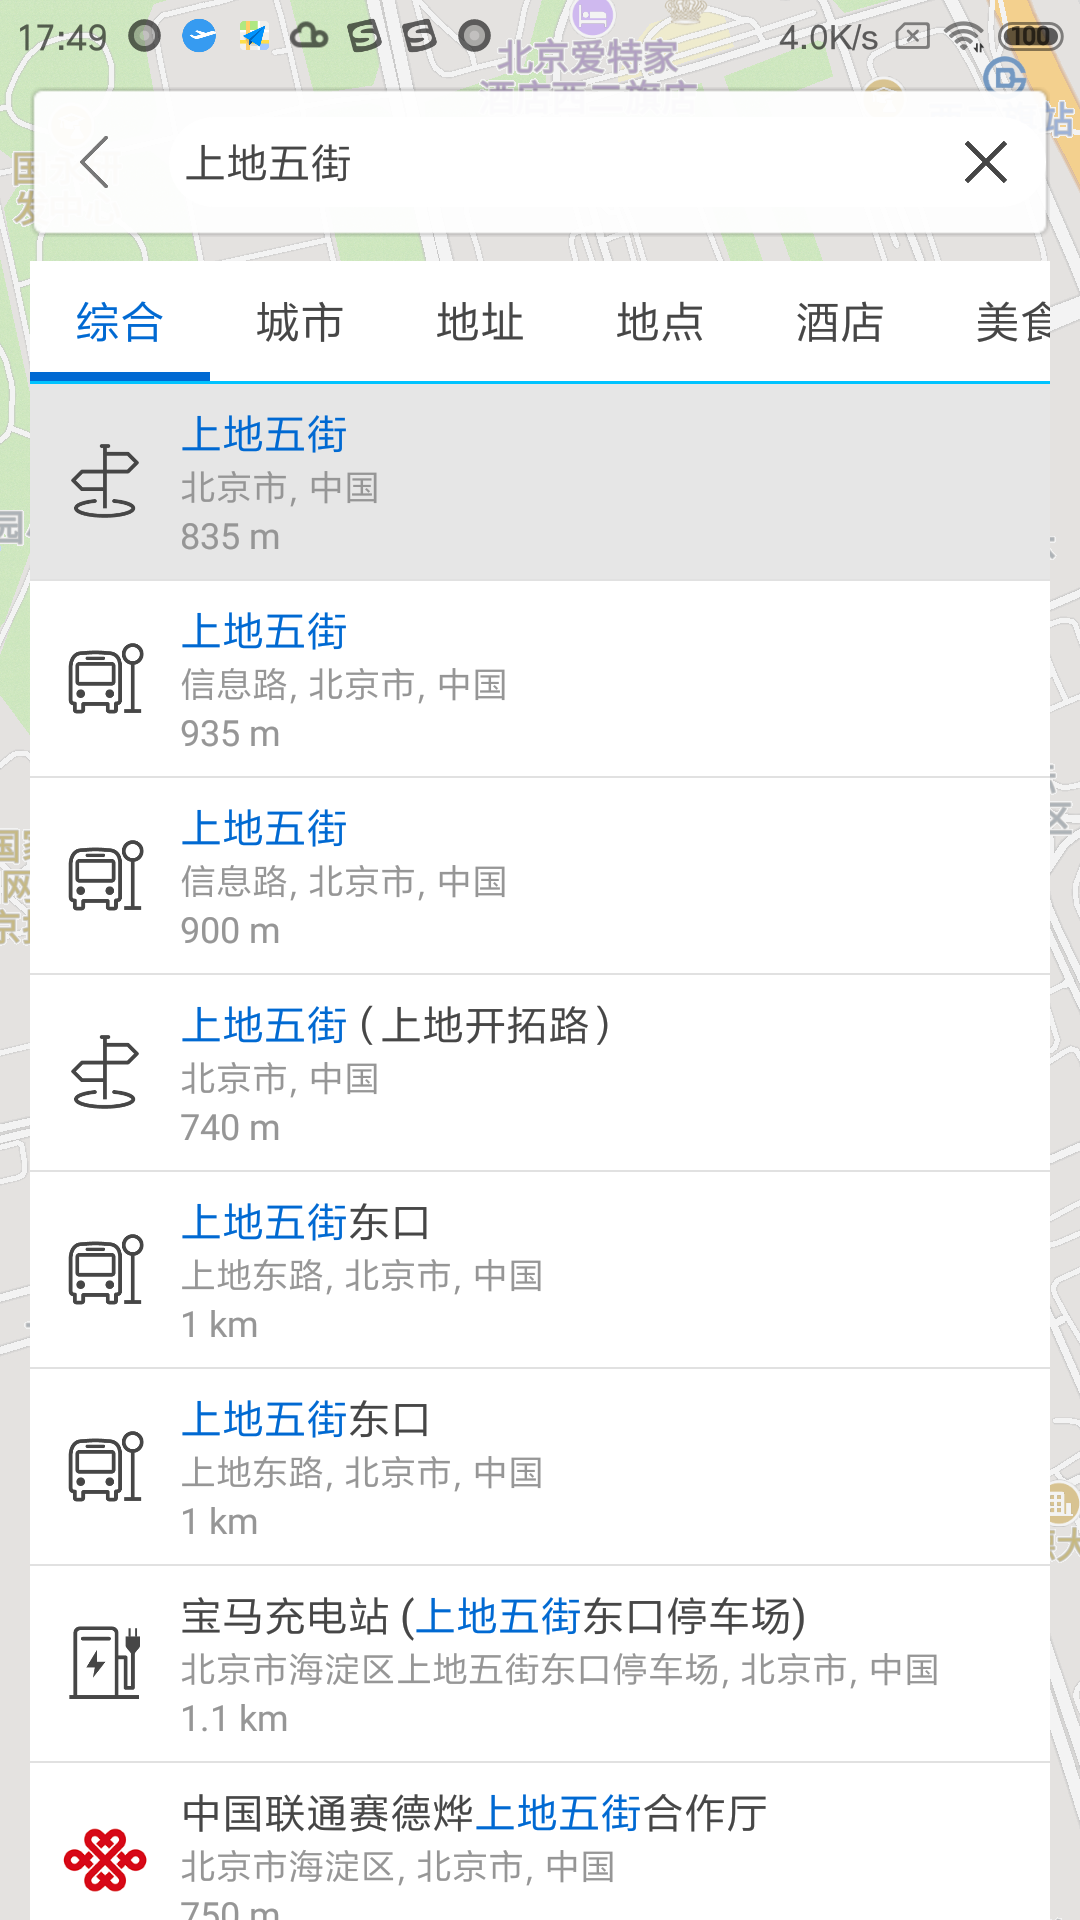 17:49
4.0K/s
100
北京爱特家
酒店西二旗店
站
上地五街
综合 城市 地址 地点 酒店 美食
上地五街
北京市, 中国
835 m
上地五街
信息路, 北京市, 中国
935 m
上地五街
信息路, 北京市, 中国
900 m
上地五街 (上地开拓路)
北京市, 中国
740 m
上地五街东口
上地东路, 北京市, 中国
1 km
上地五街东口
上地东路, 北京市, 中国
1 km
宝马充电站 (上地五街东口停车场)
北京市海淀区上地五街东口停车场, 北京市, 中国
1.1 km
中国联通赛德烨上地五街合作厅
北京市海淀区, 北京市, 中国
750 m